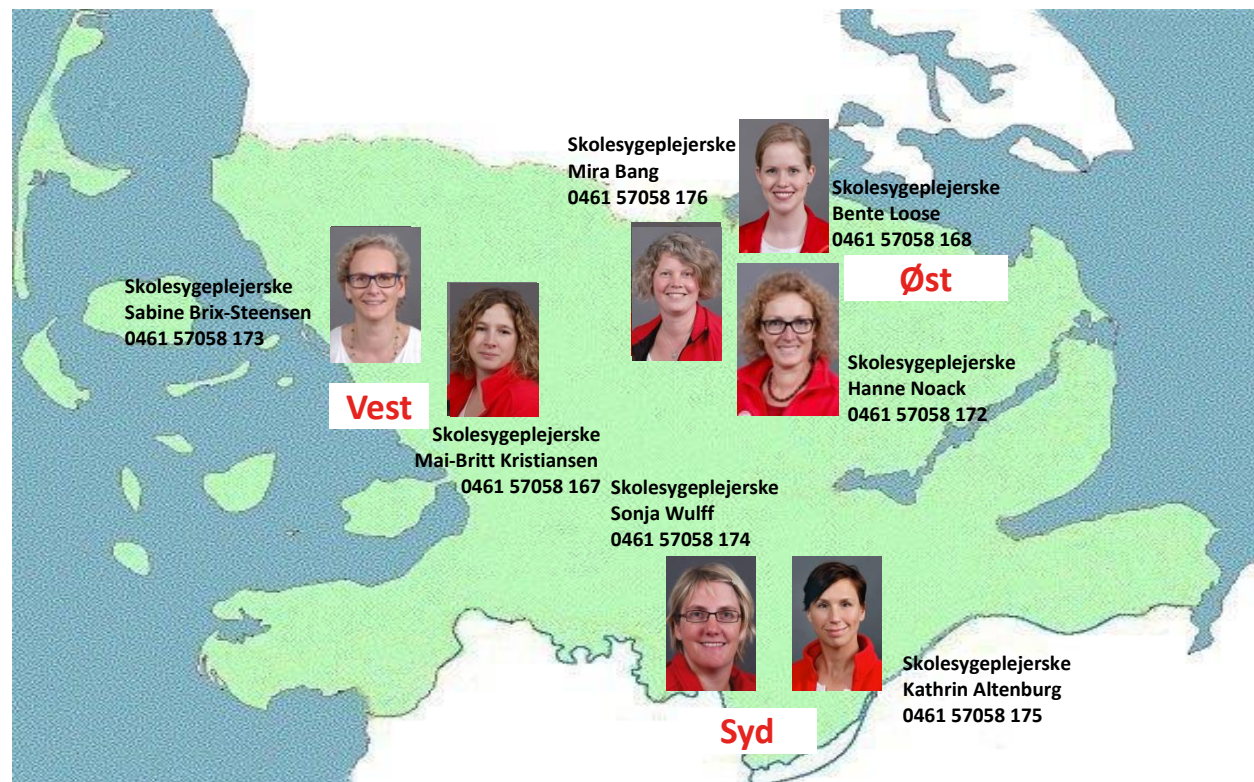 Skolesygeplejerske
Mira Bang
0461 57058 176
Skolesygeplejerske
Bente Loose
0461 57058 168
Øst
Skolesygeplejerske
Sabine Brix-Steensen
0461 57058 173
Skolesygeplejerske
Hanne Noack
0461 57058 172
Vest
Skolesygeplejerske
Mai-Britt Kristiansen
0461 57058 167
Skolesygeplejerske
Sonja Wulff
0461 57058 174
Skolesygeplejerske
Kathrin Altenburg
0461 57058 175
Syd